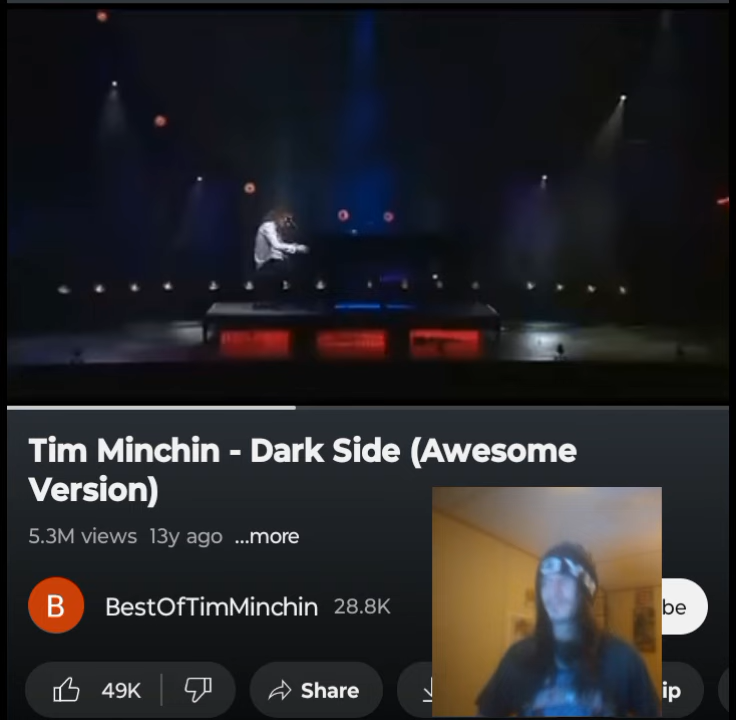 Tim Minchin - Dark Side (Awesome
Version)
5.3M views 13y ago ...more
B BestOfTimMinchin 28.8K be
49K Share ip